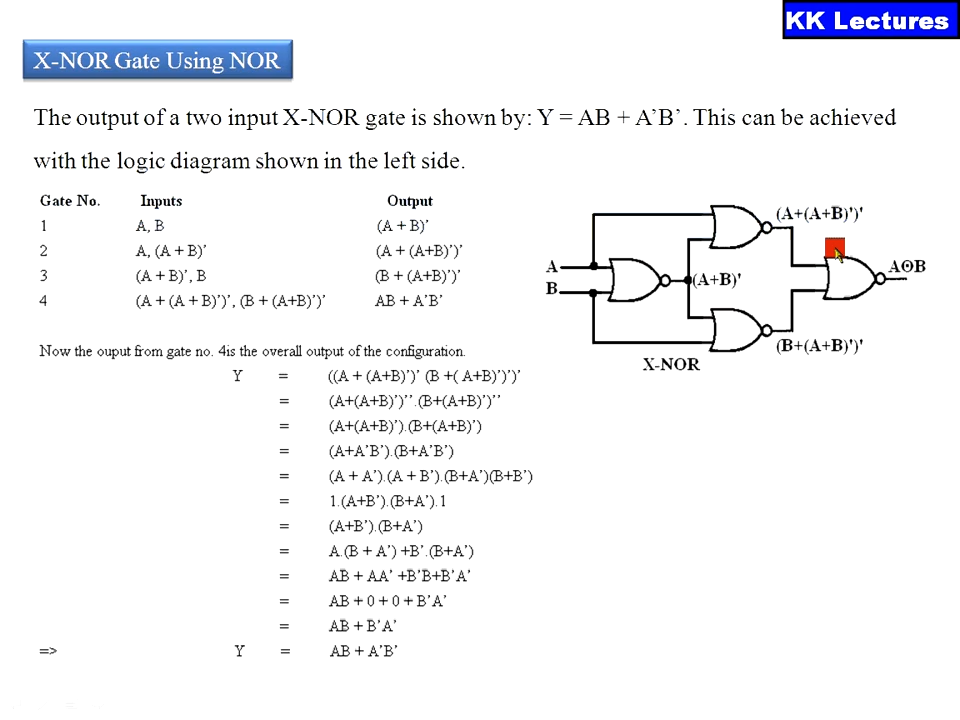 KK Lectures
X-NOR Gate Using NOR
The output of a two input X-NOR gate is shown by: Y = AB + A’B’. This can be achieved
with the logic diagram shown in the left side.
Gate No. Inputs Output
1 A, B (A + B)’
2 A, (A + B)’ (A + (A+B)’)’
3 (A + B)’, B (B + (A+B)’)’
4 (A + (A + B)’)’, (B + (A+B)’)’ AB + A’B’
(A+(A+B)')'
A
B
(A+B)'
A⊙B
(B+(A+B)')'
X-NOR
Now the ouput from gate no. 4is the overall output of the configuration.
Y = ((A + (A+B)’)’ (B +( A+B)’)’)’
= (A+(A+B)’)’’.(B+(A+B)’)’’
= (A+(A+B)’).(B+(A+B)’)
= (A+A’B’).(B+A’B’)
= (A + A’).(A + B’).(B+A’)(B+B’)
= 1.(A+B’).(B+A’).1
= (A+B’).(B+A’)
= A.(B + A’) +B’.(B+A’)
= AB + AA’ +B’B+B’A’
= AB + 0 + 0 + B’A’
= AB + B’A’
=> Y = AB + A’B’